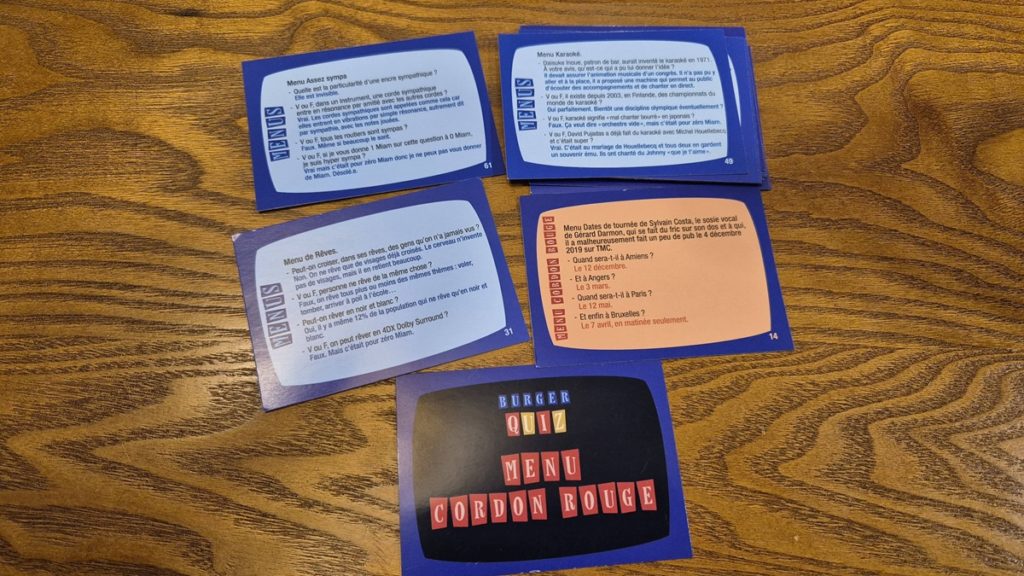 MENUS
Menu Assez sympa
- Quelle est la particularité d'une encre sympathique ?
Elle est invisible.
- V ou F, dans un instrument, une corde sympathique
entre en résonance par amitié avec les autres cordes ?
Vrai. Les cordes sympathiques sont appelées comme cela car
elles entrent en vibrations par simple résonance, autrement dit
par sympathie, avec les notes jouées.
- V ou F, tous les routiers sont sympas ?
Faux. Même si beaucoup le sont.
- V ou F, si je vous donne 1 Miam sur cette question à 0 Miam,
je suis hyper sympa ?
Vrai mais c'était pour zéro Miam donc je ne peux pas vous donner
de Miam. Désolé.e.
61
MENUS
Menu Karaoké.
- Daisuke Inoue, patron de bar, aurait inventé le karaoké en 1971.
À votre avis, qu'est-ce qui a pu lui donner l'idée ?
Il devait assurer l'animation musicale d'un congrès. Il n'a pas pu y
aller et à la place, il a proposé une machine qui permet au public
d'écouter des accompagnements et de chanter en direct.
- V ou F, il existe depuis 2003, en Finlande, des championnats du
monde de karaoké ?
Oui parfaitement. Bientôt une discipline olympique éventuellement ?
- V ou F, karaoké signifie «mal chanter bourré» en japonais ?
Faux. Ça veut dire «orchestre vide», mais c'était pour zéro Miam.
- V ou F, David Pujadas a déjà fait du karaoké avec Michel Houellebecq
et c'était super ?
Vrai. C'était au mariage de Houellebecq et tous deux en gardent
un souvenir ému. Ils ont chanté du Johnny «que je t'aime».
49
MENUS
Menu de Rêves.
- Peut-on croiser, dans ses rêves, des gens qu'on n'a jamais vus ?
Non. On ne rêve que de visages déjà croisés. Le cerveau n'invente
pas de visages, mais il en retient beaucoup.
- V ou F, personne ne rêve de la même chose ?
Faux, on rêve tous plus ou moins des mêmes thèmes : voler,
tomber, arriver à poil à l'école...
- Peut-on rêver en noir et blanc ?
Oui, il y a même 12% de la population qui ne rêve qu'en noir et
blanc.
- V ou F, on peut rêver en 4DX Dolby Surround ?
Faux. Mais c'était pour zéro Miam.
31
MENU CORDON ROUGE
Menu Dates de tournée de Sylvain Costa, le sosie vocal
de Gérard Darmon, qui se fait du fric sur son dos et à qui,
il a malheureusement fait un peu de pub le 4 décembre
2019 sur TMC.
- Quand sera-t-il à Amiens ?
Le 12 décembre.
- Et à Angers ?
Le 3 mars.
- Quand sera-t-il à Paris ?
Le 12 mai.
- Et enfin à Bruxelles ?
Le 7 avril, en matinée seulement.
14
BURGER
QUIZ
MENU
CORDON ROUGE